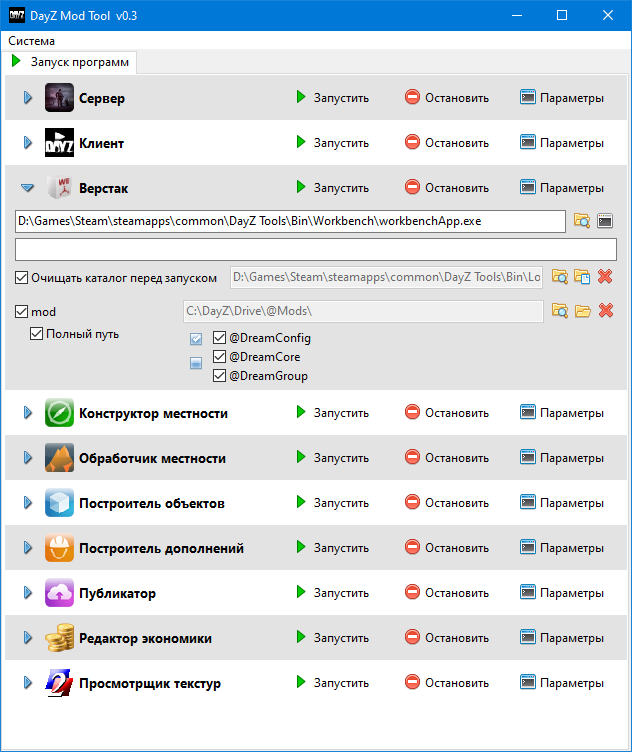 DayZ Mod Tool v0.3
Система
Запуск программ
Сервер Запустить Остановить Параметры
DAYZ Клиент Запустить Остановить Параметры
WE Верстак Запустить Остановить Параметры
D:\Games\Steam\steamapps\common\DayZ Tools\Bin\Workbench\workbenchApp.exe
Очищать каталог перед запуском D:\Games\Steam\steamapps\common\DayZ Tools\Bin\Lo
mod C:\DayZ\Drive\@Mods\
Полный путь @DreamConfig
@DreamCore
@DreamGroup
Конструктор местности Запустить Остановить Параметры
Обработчик местности Запустить Остановить Параметры
Построитель объектов Запустить Остановить Параметры
Построитель дополнений Запустить Остановить Параметры
Публикатор Запустить Остановить Параметры
Редактор экономики Запустить Остановить Параметры
Просмотрщик текстур Запустить Остановить Параметры